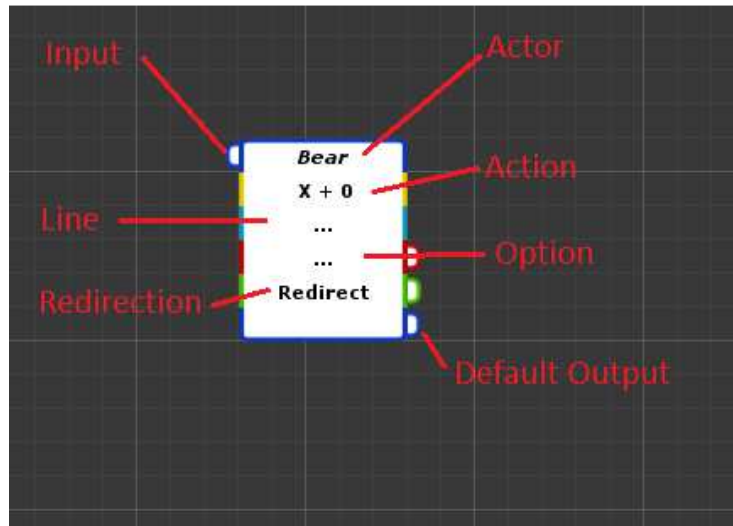 Input
Actor
Bear
Action
X + 0
Line
...
Option
...
Redirection
Redirect
Default Output